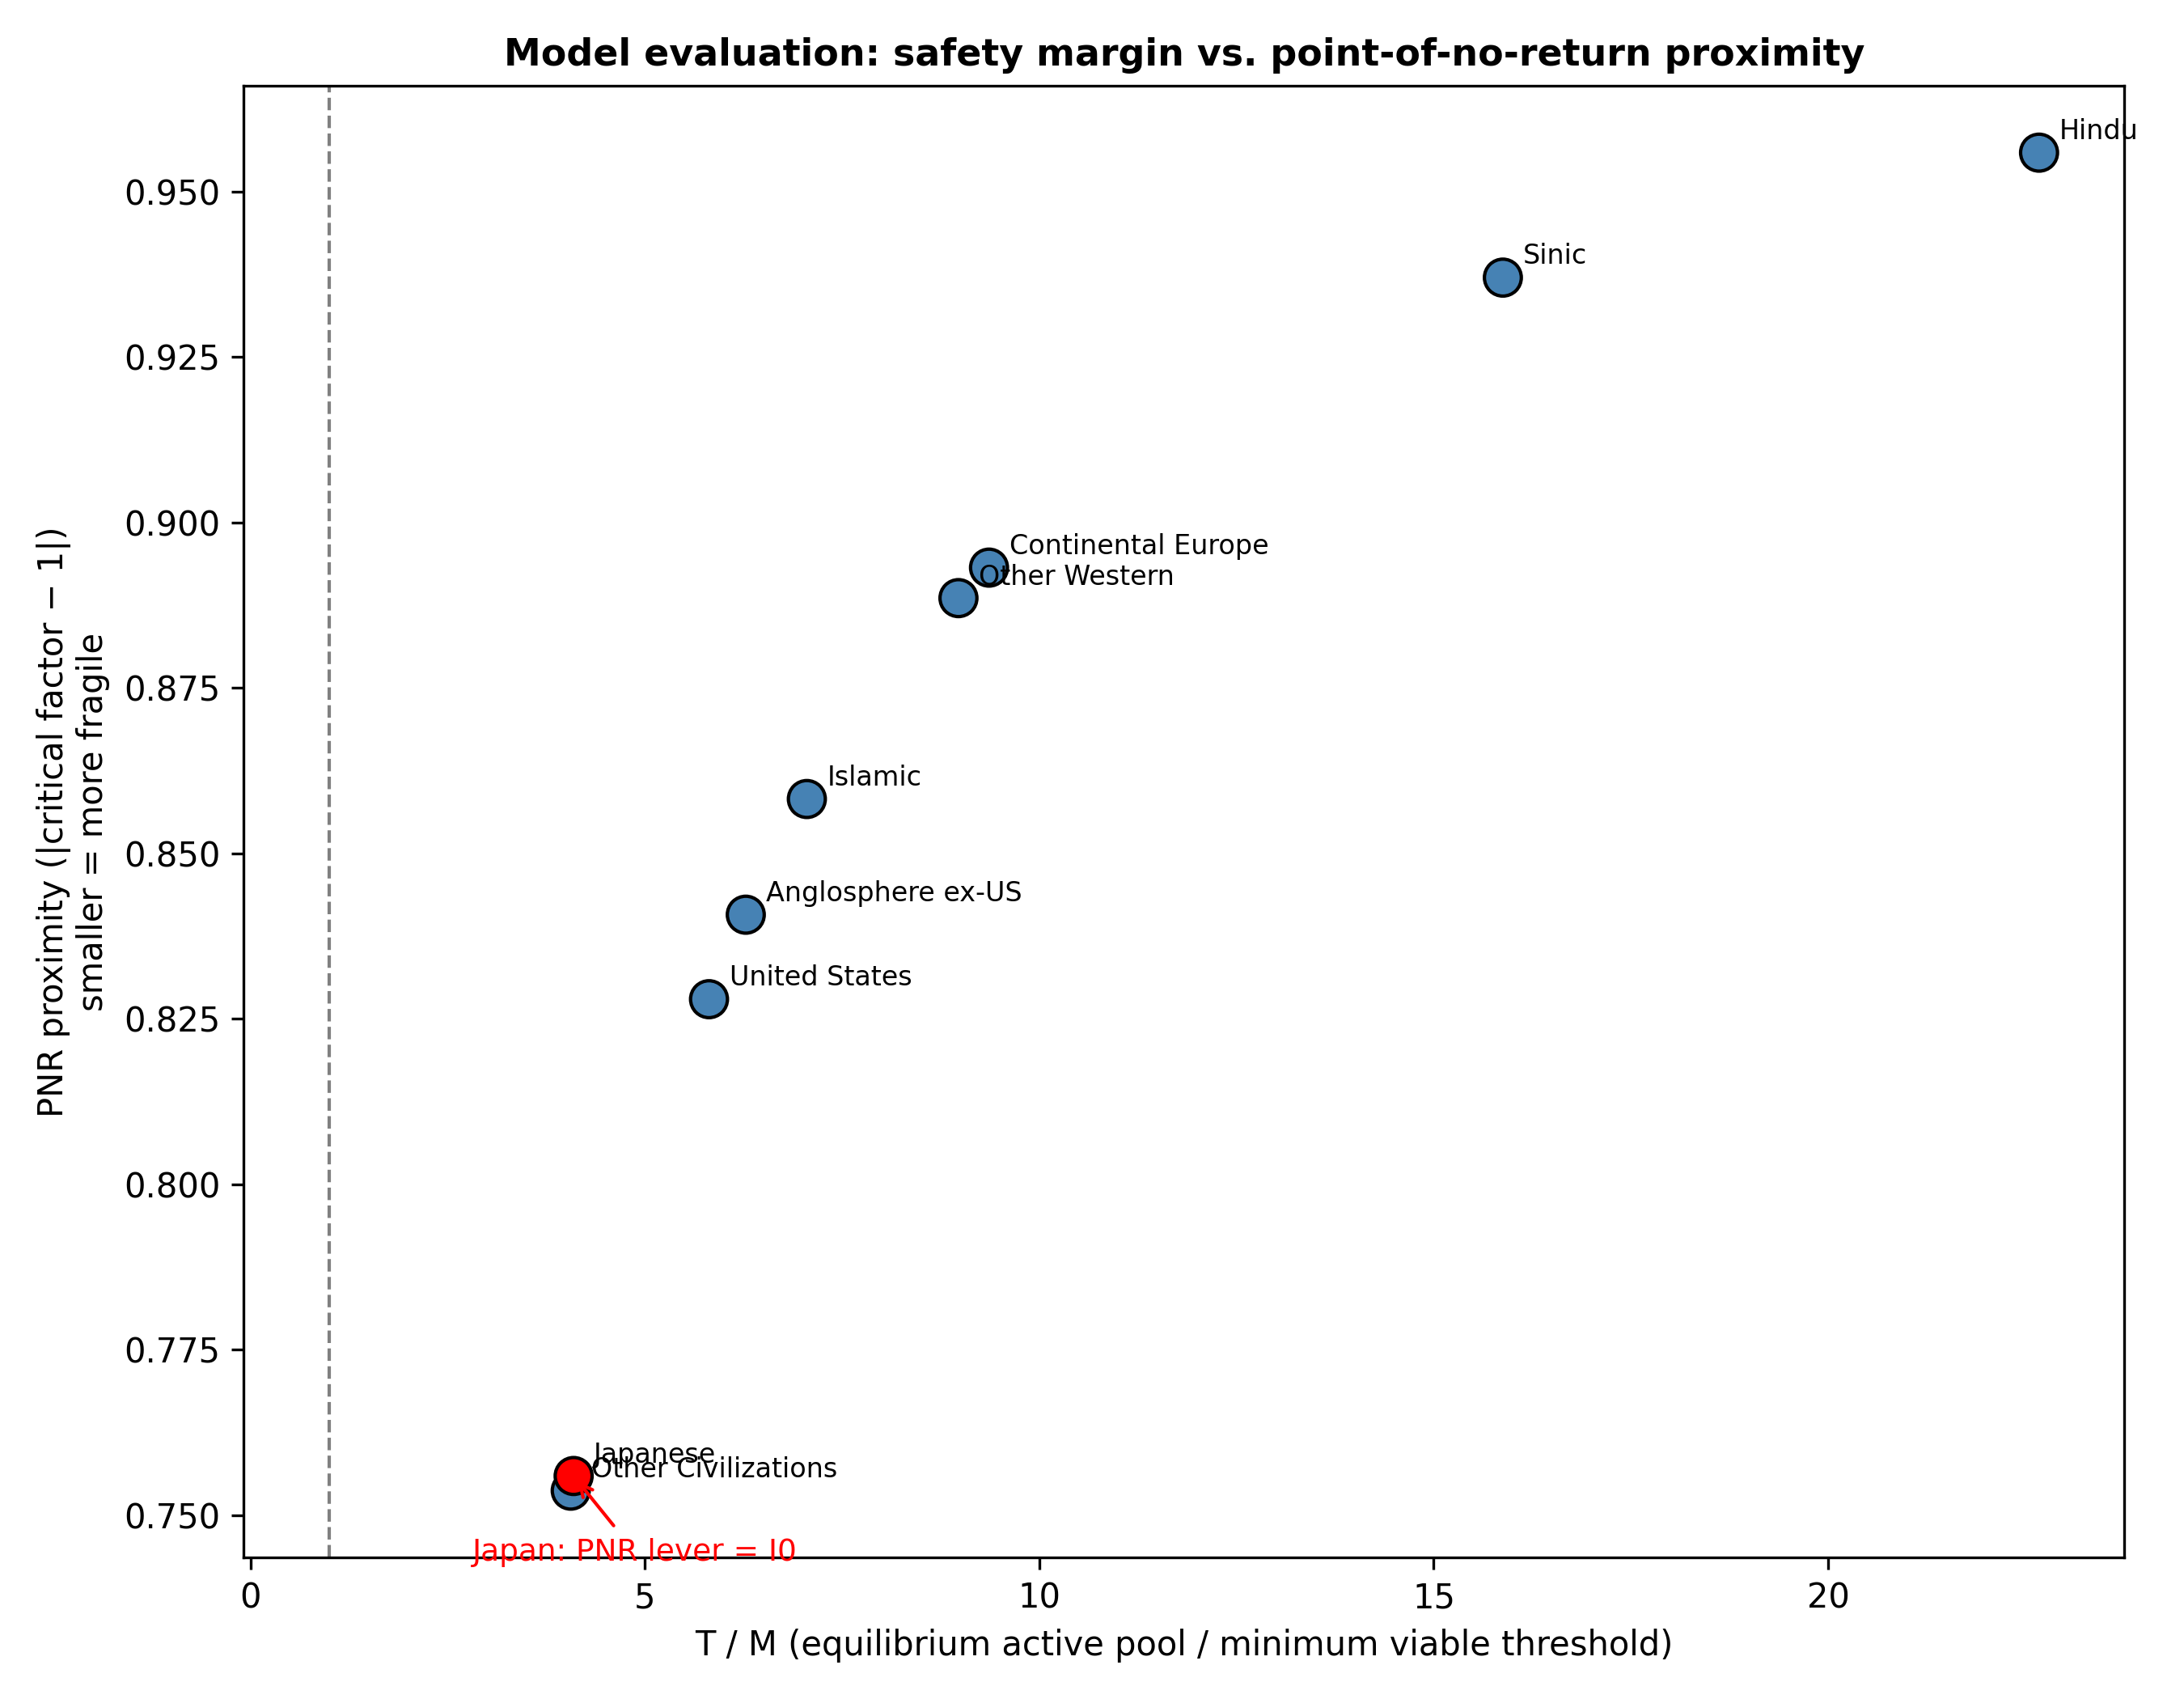 Model evaluation: safety margin vs. point-of-no-return proximity
Hindu
0.950
Sinic
0.925
0.900
Continental Europe
Other Western
PNR proximity (|critical factor − 1|)
smaller = more fragile
0.875
Islamic
0.850
Anglosphere ex-US
United States
0.825
0.800
0.775
Japanese
Other Civilizations
0.750
Japan: PNR lever = I0
0
5
10
15
20
T / M (equilibrium active pool / minimum viable threshold)